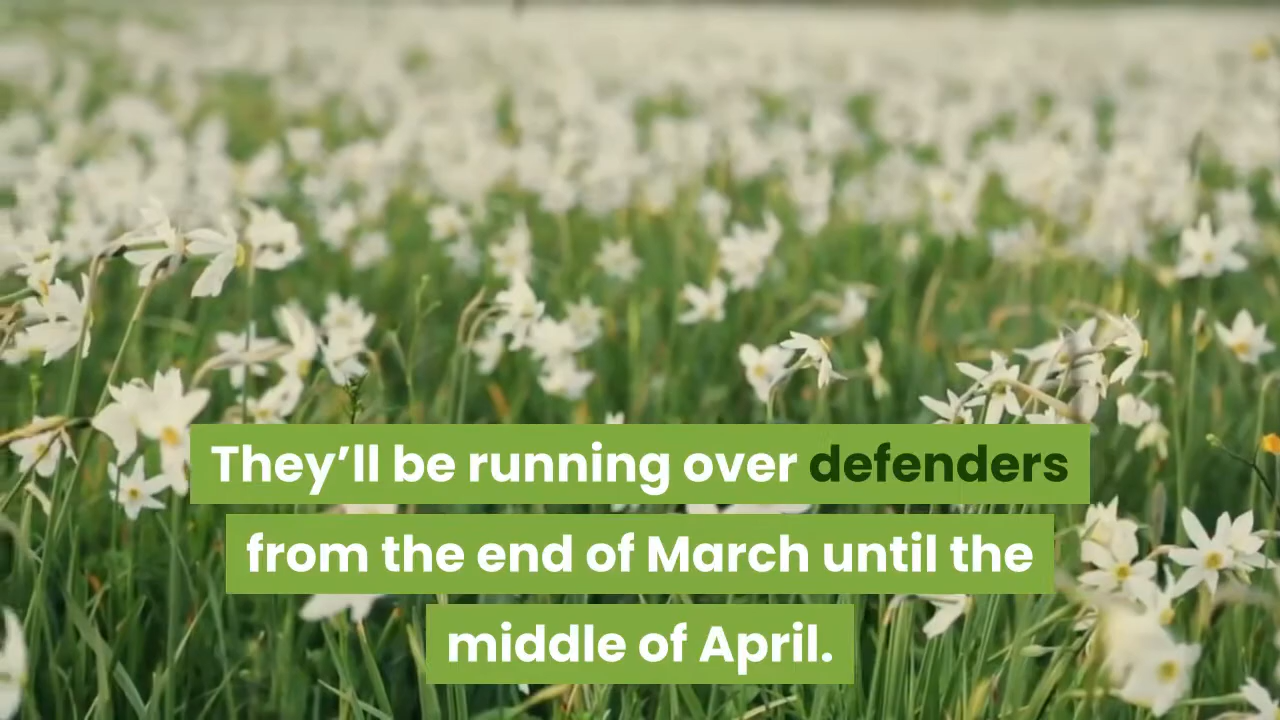 They’ll be running over defenders
from the end of March until the
middle of April.